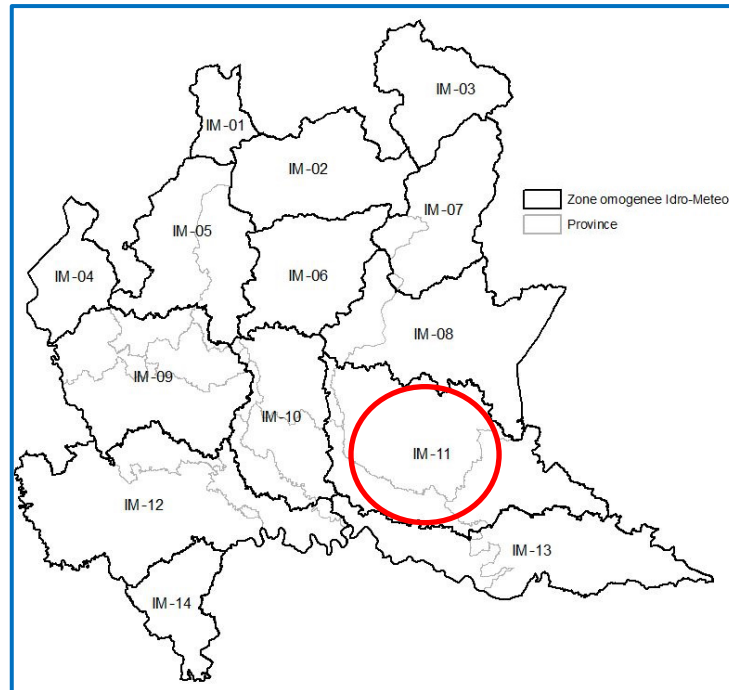 IM-03
IM-01
IM-02
Zone omogenee Idro-Meteo
IM-07
Province
IM-05
IM-04
IM-06
IM-08
IM-09
IM-10
IM-11
IM-12
IM-13
IM-14